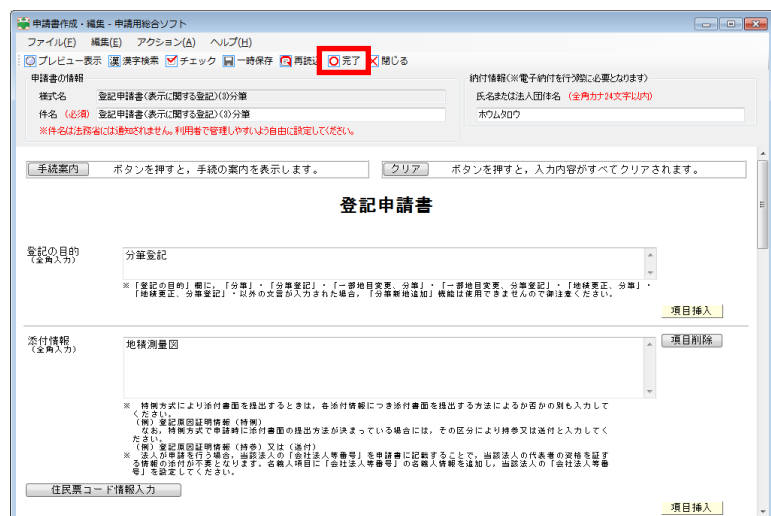 申請書作成・編集 - 申請用総合ソフト
ファイル(F) 編集(E) アクション(A) ヘルプ(H)
プレビュー表示 漢 漢字検索 チェック 一時保存 再読込 完了 閉じる
申請書の情報
様式名 登記申請書(表示に関する登記)(3)分筆
件名 (必須) 登記申請書(表示に関する登記)(3)分筆
※件名は法務省には通知されません。利用者で管理しやすいよう自由に設定してください。
納付情報(※電子納付を行う際に必要となります)
氏名または法人団体名 (全角カナ24文字以内)
ホウムタロウ
手続案内 ボタンを押すと，手続の案内を表示します。
クリア ボタンを押すと，入力内容がすべてクリアされます。
登記申請書
登記の目的
(全角入力)
分筆登記
※「登記の目的」欄に，「分筆」・「分筆登記」・「一部地目変更、分筆」・「一部地目変更、分筆登記」・「地積更正、分筆」・
「地積更正、分筆登記」・以外の文言が入力された場合，「分筆新地追加」機能は使用できませんので御注意ください。
項目挿入
添付情報
(全角入力)
地積測量図
項目削除
※ 特例方式により添付書面を提出するときは，各添付情報につき添付書面を提出する方法によるか否かの別も入力して
ください。
(例) 登記原因証明情報 (特例)
なお，特例方式で申請時に添付書面の提出方法が決まっている場合には，その区分により持参又は送付と入力してく
ださい。
(例) 登記原因証明情報 (持参) 又は (送付)
※ 法人が申請を行う場合，当該法人の「会社法人等番号」を申請書に記載することで，当該法人の代表者の資格を証す
る情報の添付が不要となります。名義人項目に「会社法人等番号」の名義人情報を追加し，当該法人の「会社法人等番
号」を設定してください。
住民票コード情報入力
項目挿入